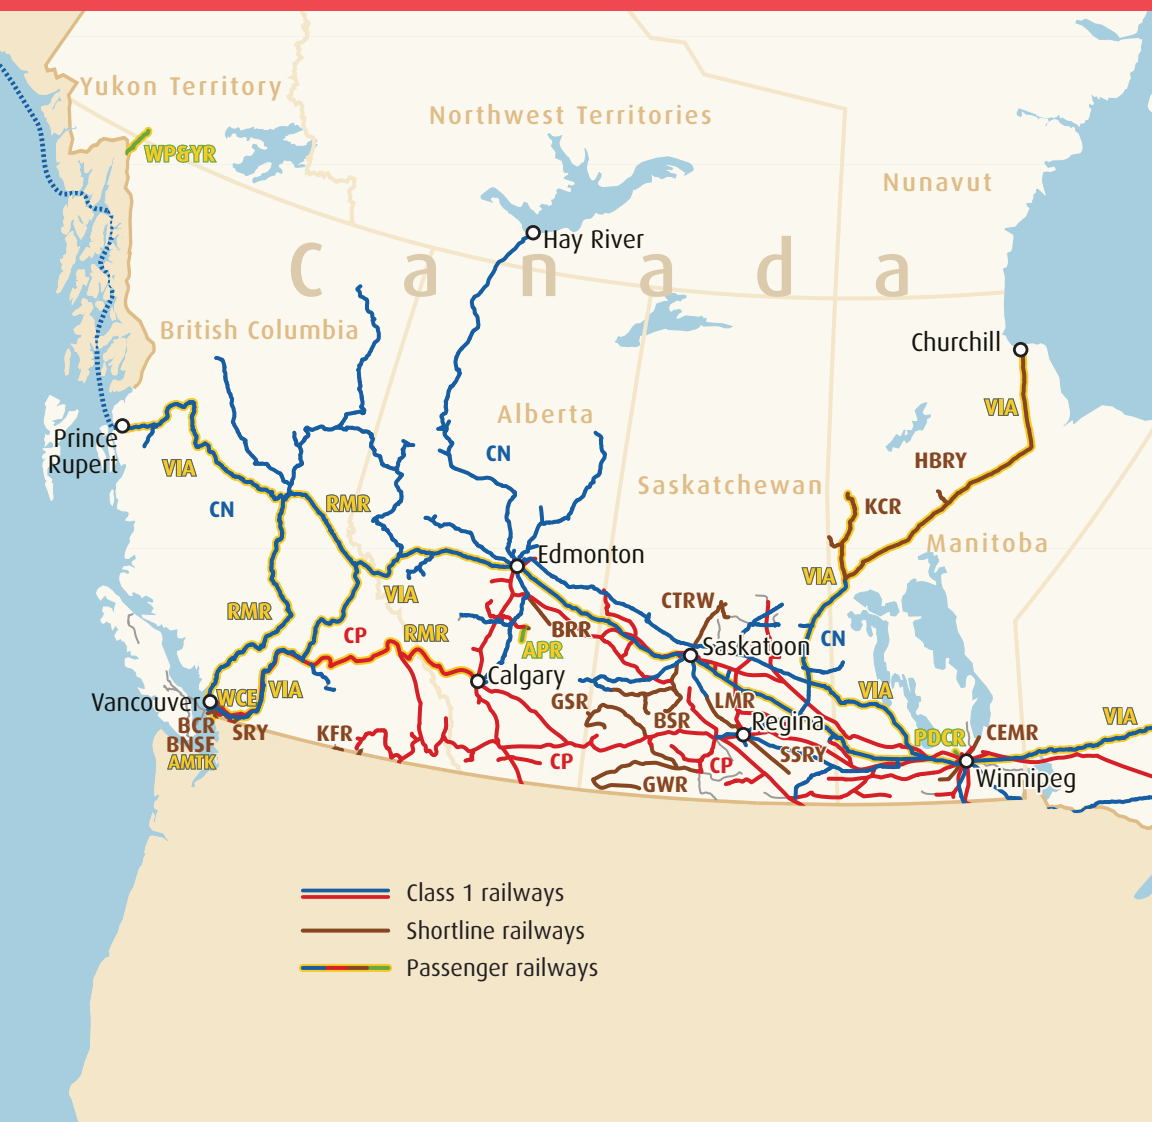 Yukon Territory
Northwest Territories
WP&YR
Nunavut
Hay River
Canada
British Columbia
Churchill
Alberta
VIA
Prince
Rupert
CN
VIA
HBRY
Saskatchewan
CN
RMR
KCR
Manitoba
Edmonton
VIA
VIA
RMR
CTRW
CP
RMR
BRR
CN
APR
Saskatoon
Calgary
VIA
VIA
Vancouver
WCE
GSR
LMR
BCR
SRY
BSR
Regina
VIA
KFR
PDCR
CEMR
BNSF
AMTK
SSRY
CP
CP
GWR
Winnipeg
Class 1 railways
Shortline railways
Passenger railways